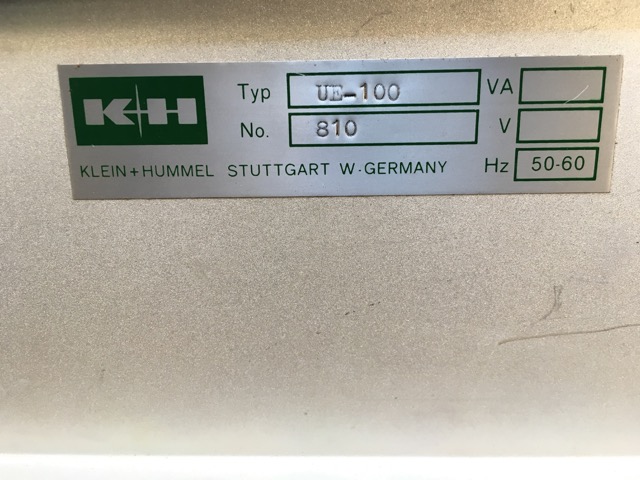 K+H Typ UE-100 VA
No. 810 V
KLEIN+HUMMEL STUTTGART W·GERMANY Hz 50-60